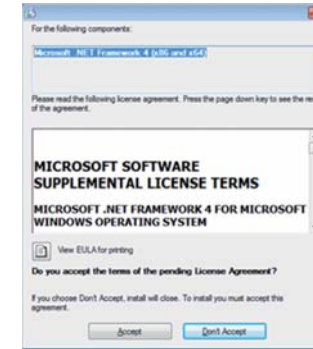 For the following components:
Microsoft .NET Framework 4 (x86 and x64)
Please read the following license agreement. Press the page down key to see the
of the agreement.
MICROSOFT SOFTWARE
SUPPLEMENTAL LICENSE TERMS
MICROSOFT .NET FRAMEWORK 4 FOR MICROSOFT
WINDOWS OPERATING SYSTEM
View EULA for printing
Do you accept the terms of the pending License Agreement?
If you choose Don't Accept, install will close. To install you must accept this
agreement.
Accept
Don't Accept